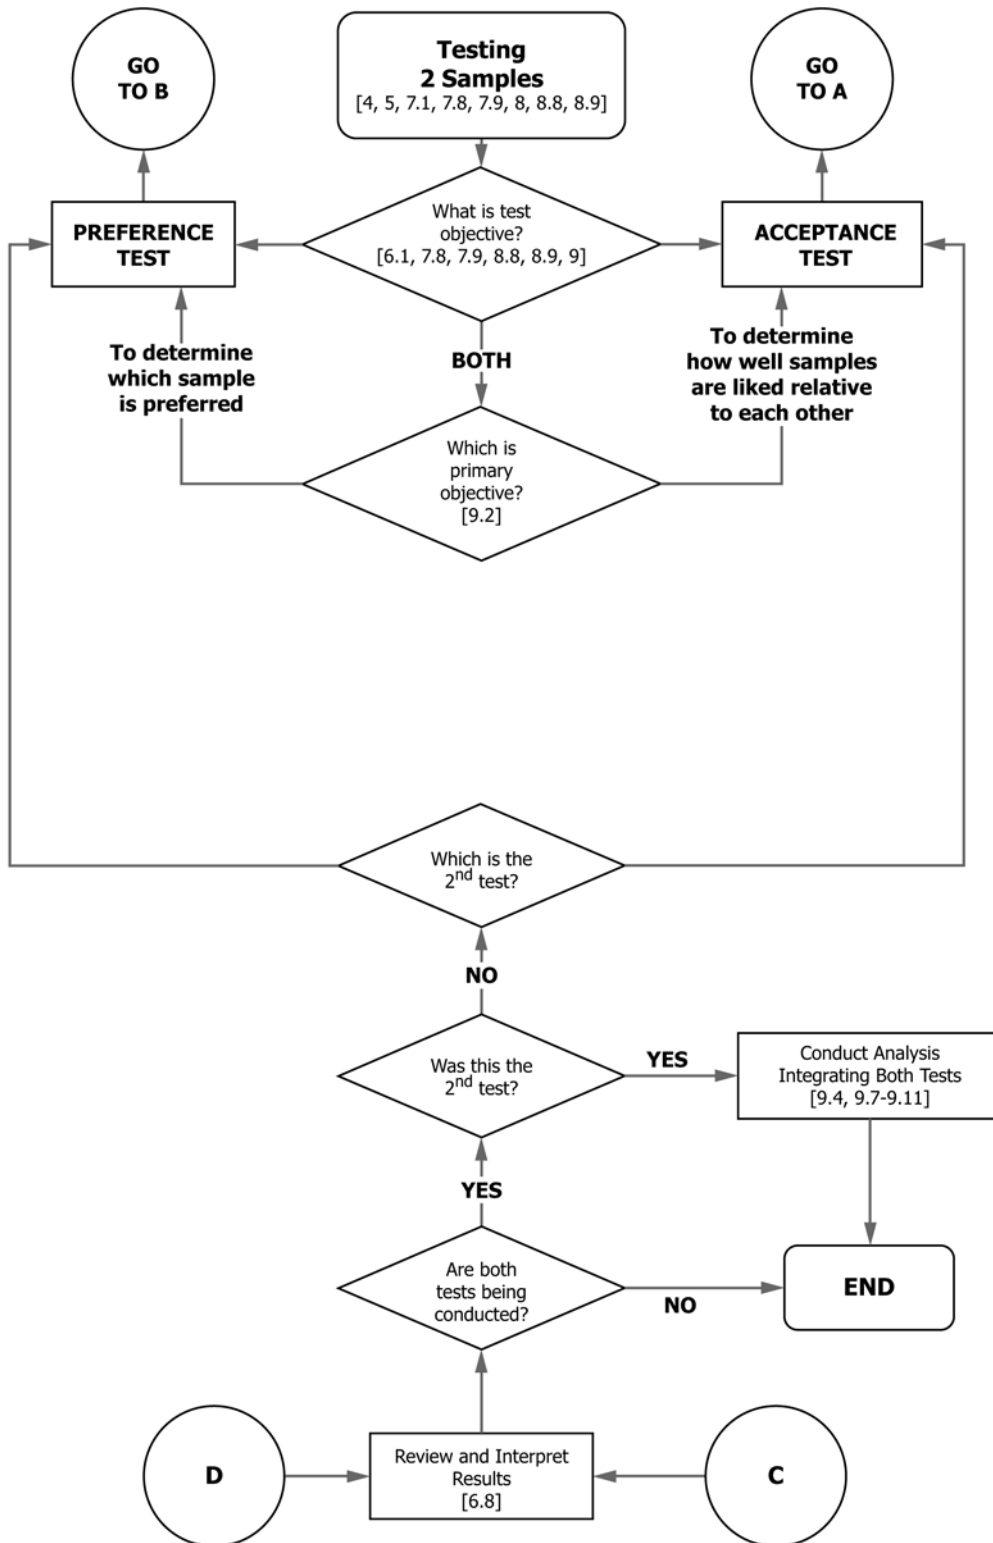 GO
TO B
Testing
2 Samples
[4, 5, 7.1, 7.8, 7.9, 8, 8.8, 8.9]
GO
TO A
What is test
objective?
[6.1, 7.8, 7.9, 8.8, 8.9, 9]
PREFERENCE
TEST
ACCEPTANCE
TEST
To determine
which sample
is preferred
BOTH
To determine
how well samples
are liked relative
to each other
Which is
primary
objective?
[9.2]
Which is the
2nd test?
NO
Was this the
2nd test?
YES
Conduct Analysis
Integrating Both Tests
[9.4, 9.7-9.11]
YES
Are both
tests being
conducted?
NO
END
D
Review and Interpret
Results
[6.8]
C